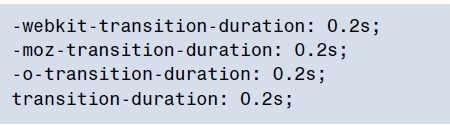 -webkit-transition-duration: 0.2s;
-moz-transition-duration: 0.2s;
-o-transition-duration: 0.2s;
transition-duration: 0.2s;